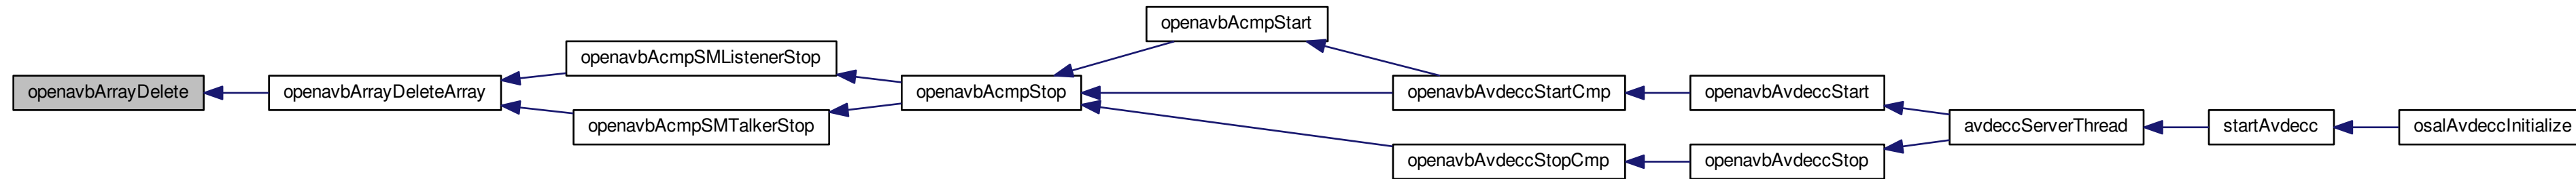 openavbArrayDelete
openavbArrayDeleteArray
openavbAcmpSMListenerStop
openavbAcmpSMTalkerStop
openavbAcmpStop
openavbAcmpStart
openavbAvdeccStartCmp
openavbAvdeccStopCmp
openavbAvdeccStart
openavbAvdeccStop
avdeccServerThread
startAvdecc
osalAvdeccInitialize